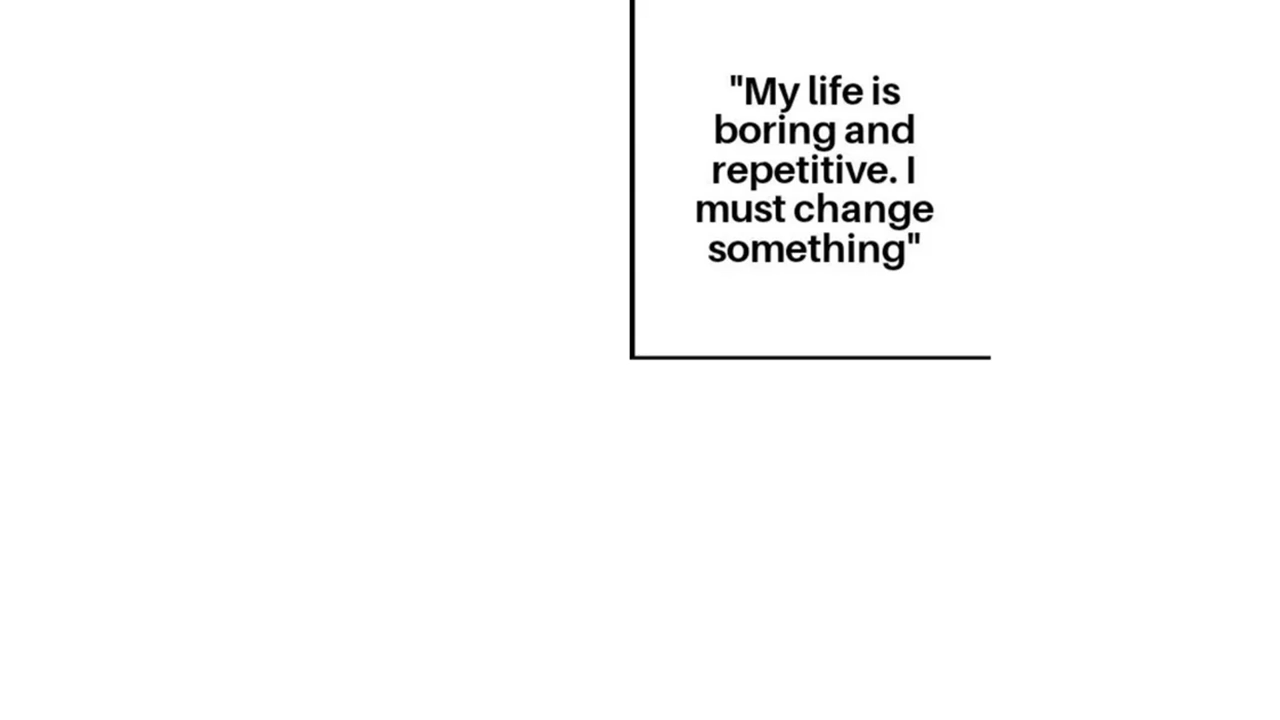 "My life is
boring and
repetitive. I
must change
something"